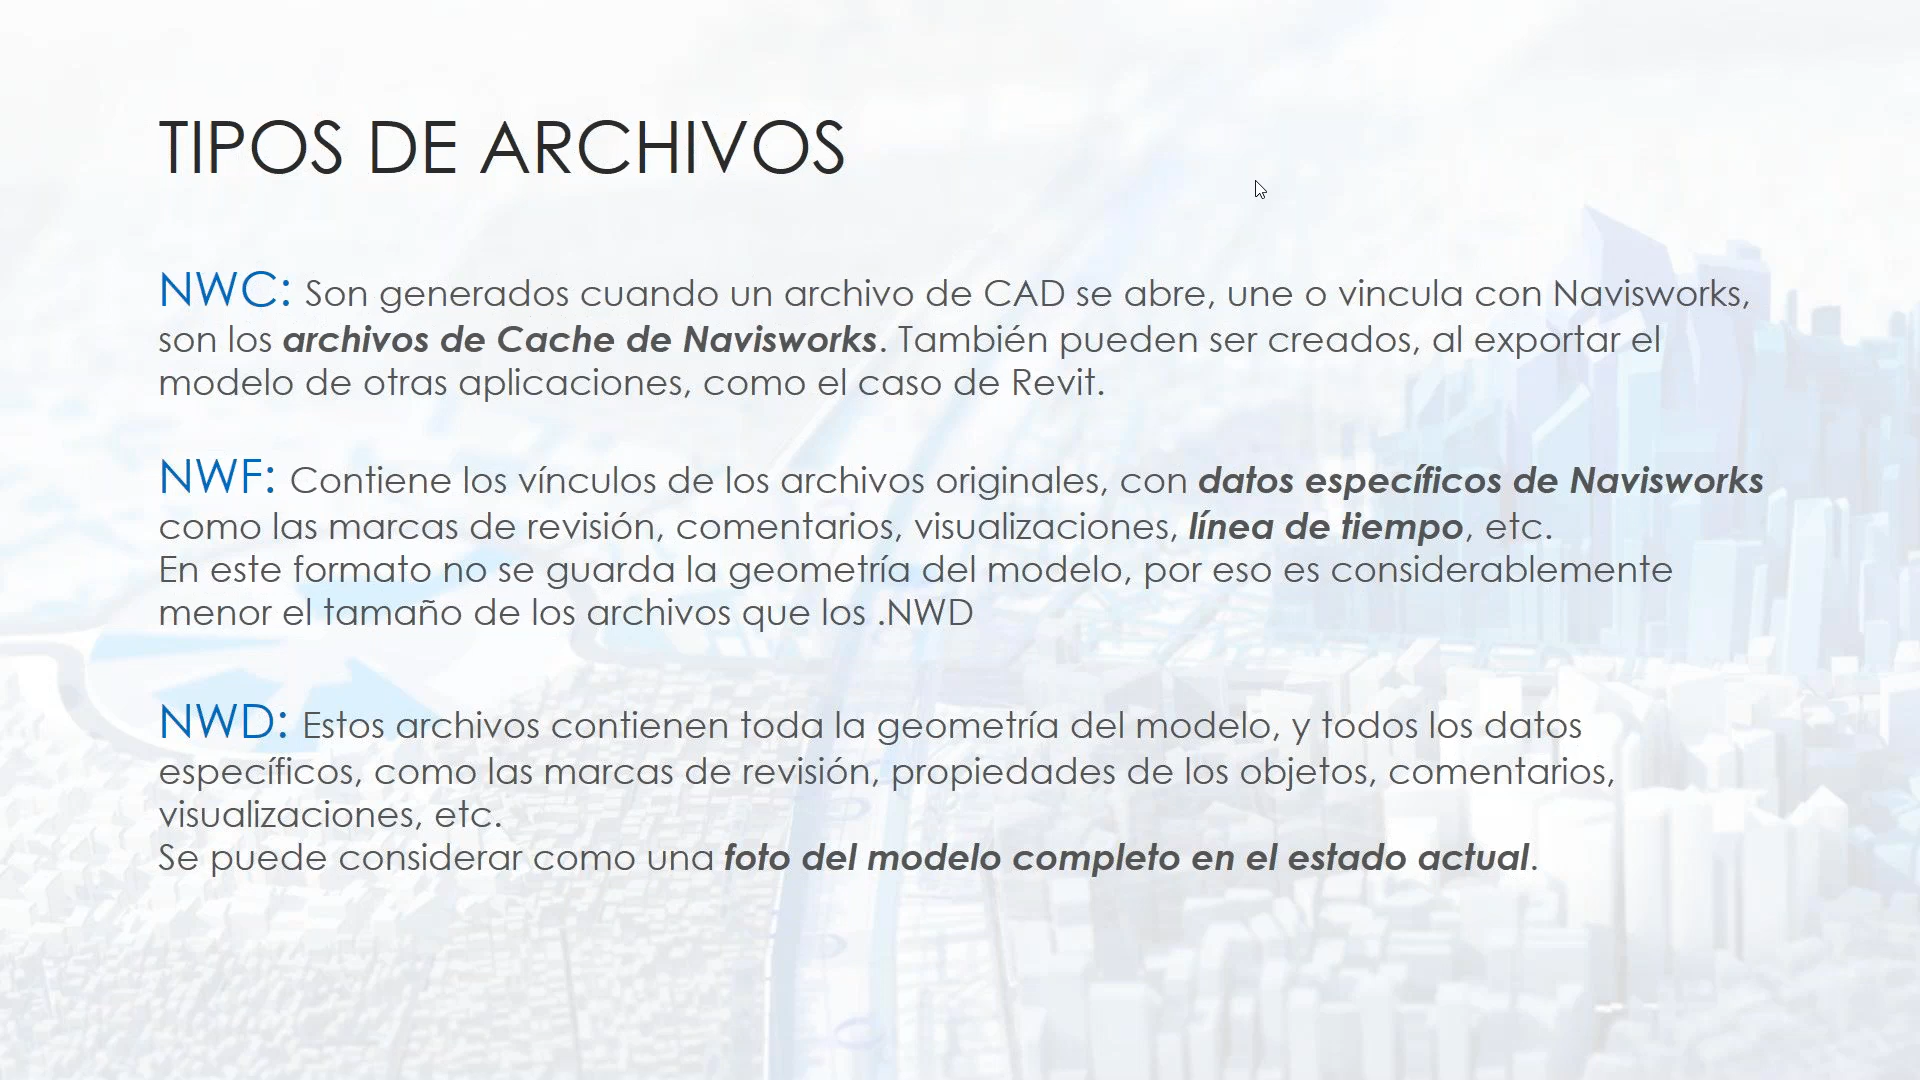 TIPOS DE ARCHIVOS
NWC: Son generados cuando un archivo de CAD se abre, une o vincula con Navisworks,
son los archivos de Cache de Navisworks. También pueden ser creados, al exportar el
modelo de otras aplicaciones, como el caso de Revit.
NWF: Contiene los vínculos de los archivos originales, con datos específicos de Navisworks
como las marcas de revisión, comentarios, visualizaciones, línea de tiempo, etc.
En este formato no se guarda la geometría del modelo, por eso es considerablemente
menor el tamaño de los archivos que los .NWD
NWD: Estos archivos contienen toda la geometría del modelo, y todos los datos
específicos, como las marcas de revisión, propiedades de los objetos, comentarios,
visualizaciones, etc.
Se puede considerar como una foto del modelo completo en el estado actual.